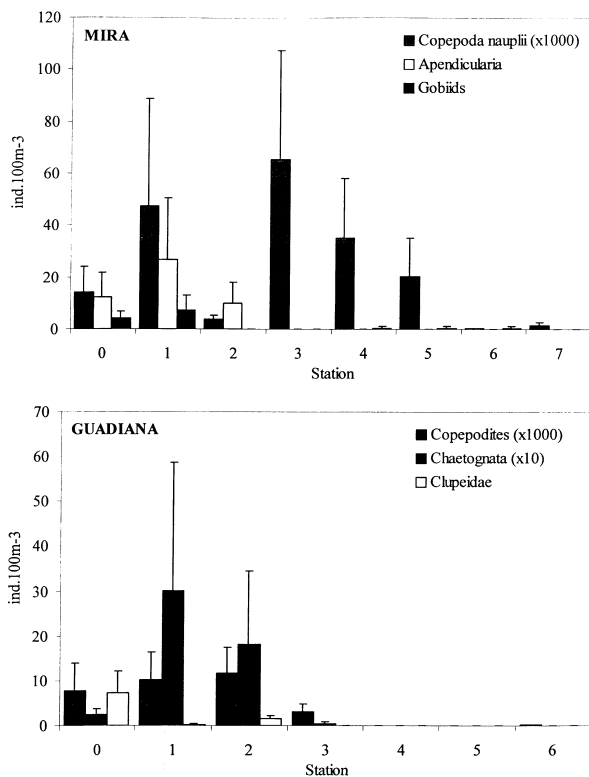 MIRA
Copepoda nauplii (x1000)
Apendicularia
Gobiids
ind.100m-3
120
100
80
60
40
20
0
0 1 2 3 4 5 6 7
Station
GUADIANA
Copepodites (x1000)
Chaetognata (x10)
Clupeidae
ind.100m-3
70
60
50
40
30
20
10
0
0 1 2 3 4 5 6
Station